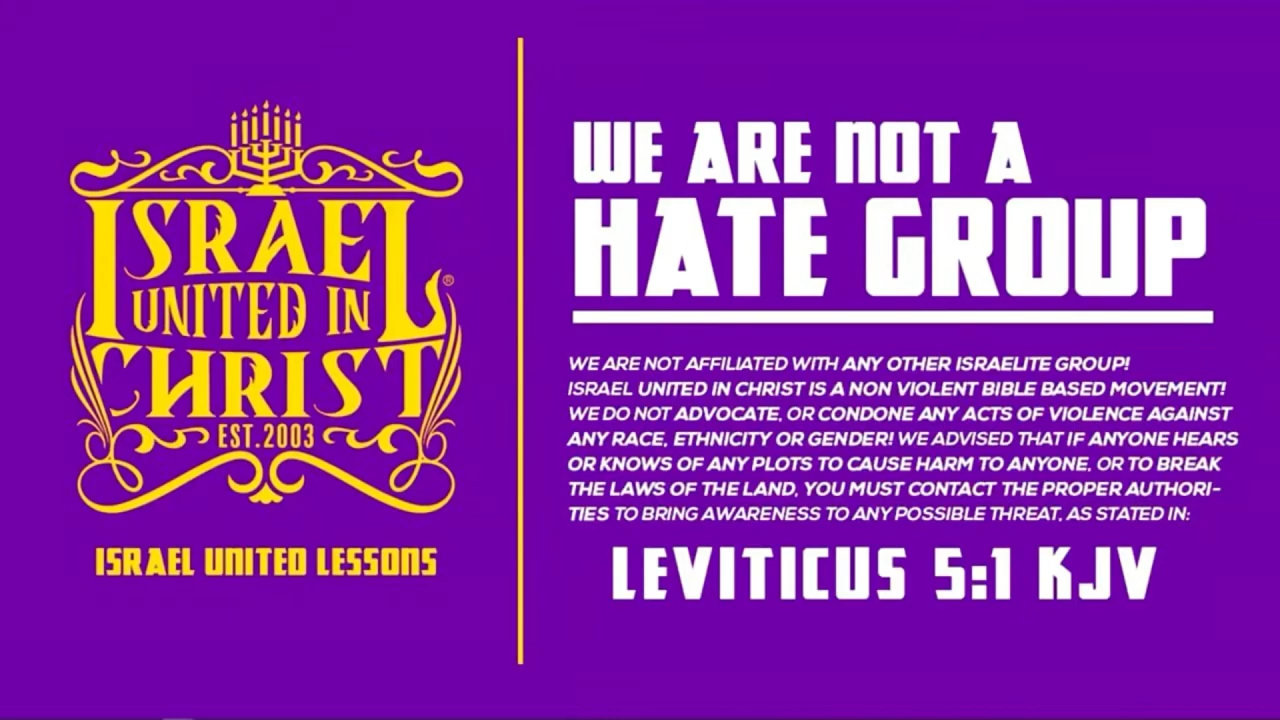 ISRAEL
UNITED IN
CHRIST
EST.2003
®
ISRAEL UNITED LESSONS
WE ARE NOT A
HATE GROUP
WE ARE NOT AFFILIATED WITH ANY OTHER ISRAELITE GROUP!
ISRAEL UNITED IN CHRIST IS A NON VIOLENT BIBLE BASED MOVEMENT!
WE DO NOT ADVOCATE, OR CONDONE ANY ACTS OF VIOLENCE AGAINST
ANY RACE, ETHNICITY OR GENDER! WE ADVISED THAT IF ANYONE HEARS
OR KNOWS OF ANY PLOTS TO CAUSE HARM TO ANYONE, OR TO BREAK
THE LAWS OF THE LAND, YOU MUST CONTACT THE PROPER AUTHORI-
TIES TO BRING AWARENESS TO ANY POSSIBLE THREAT, AS STATED IN:
LEVITICUS 5:1 KJV